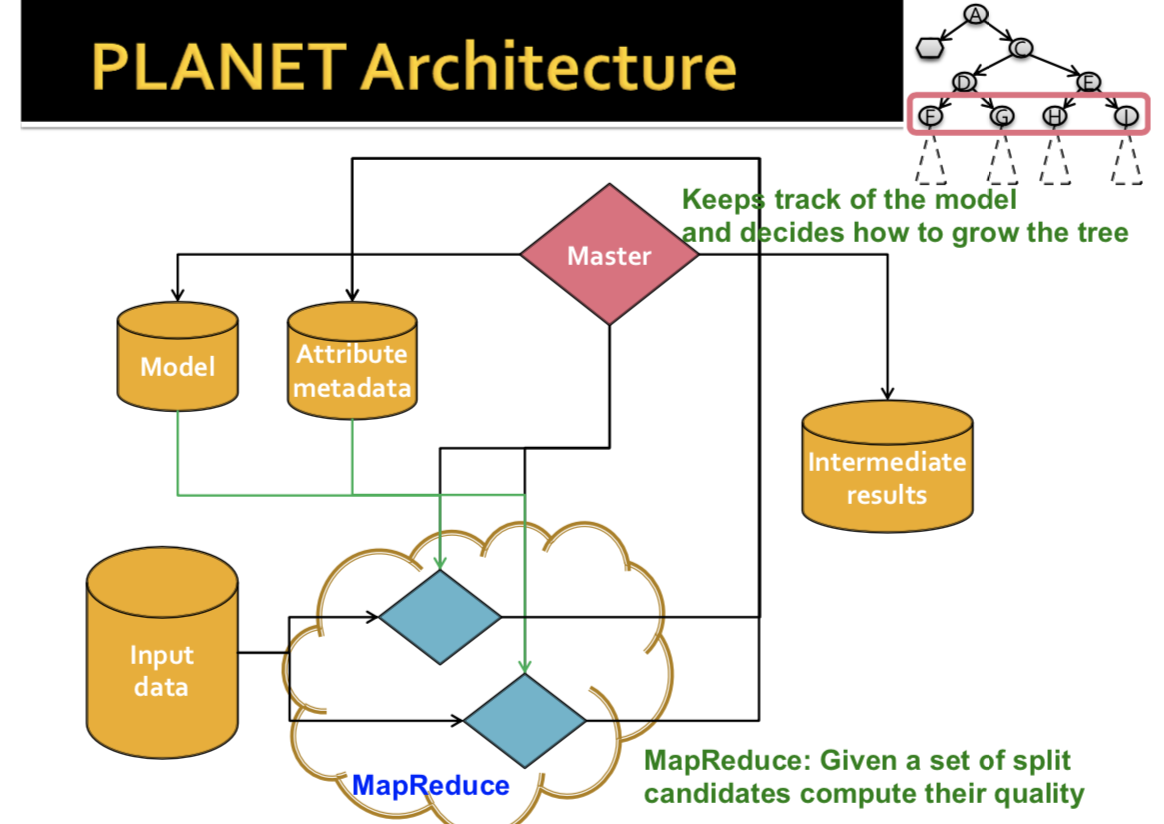 PLANET Architecture
A
C
D
E
F
G
H
I
Keeps track of the model
and decides how to grow the tree
Master
Model
Attribute
metadata
Intermediate
results
Input
data
MapReduce
MapReduce: Given a set of split
candidates compute their quality